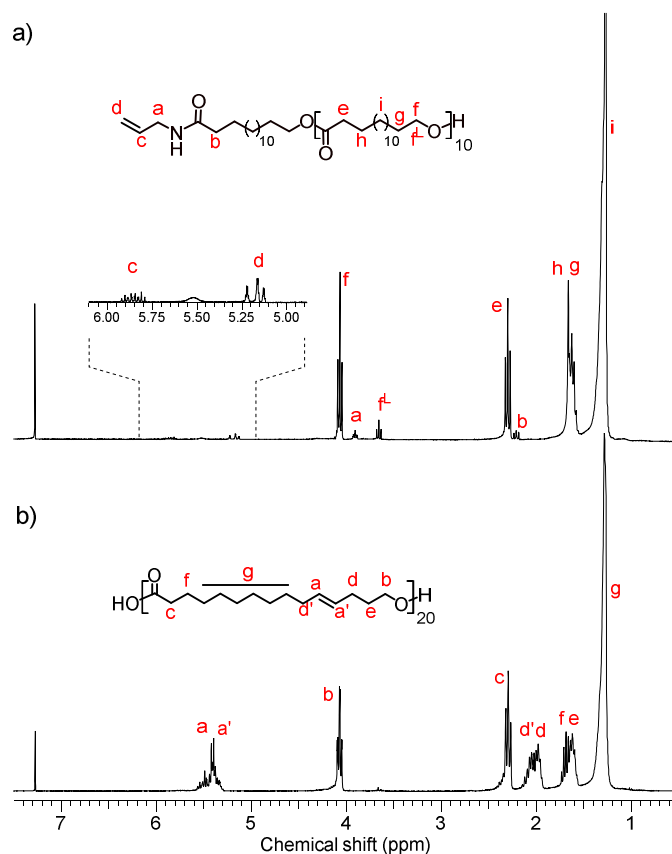 a)
d a O
c N H b
10 O
e i f
g
O h 10 O H
f L 10
i
c d
6.00 5.75 5.50 5.25 5.00
f e h g
a f L b
b)
O f g a d b
HO c d' a' e O H
20
g
b c
a a' d' d f e
7 6 5 4 3 2 1
Chemical shift (ppm)